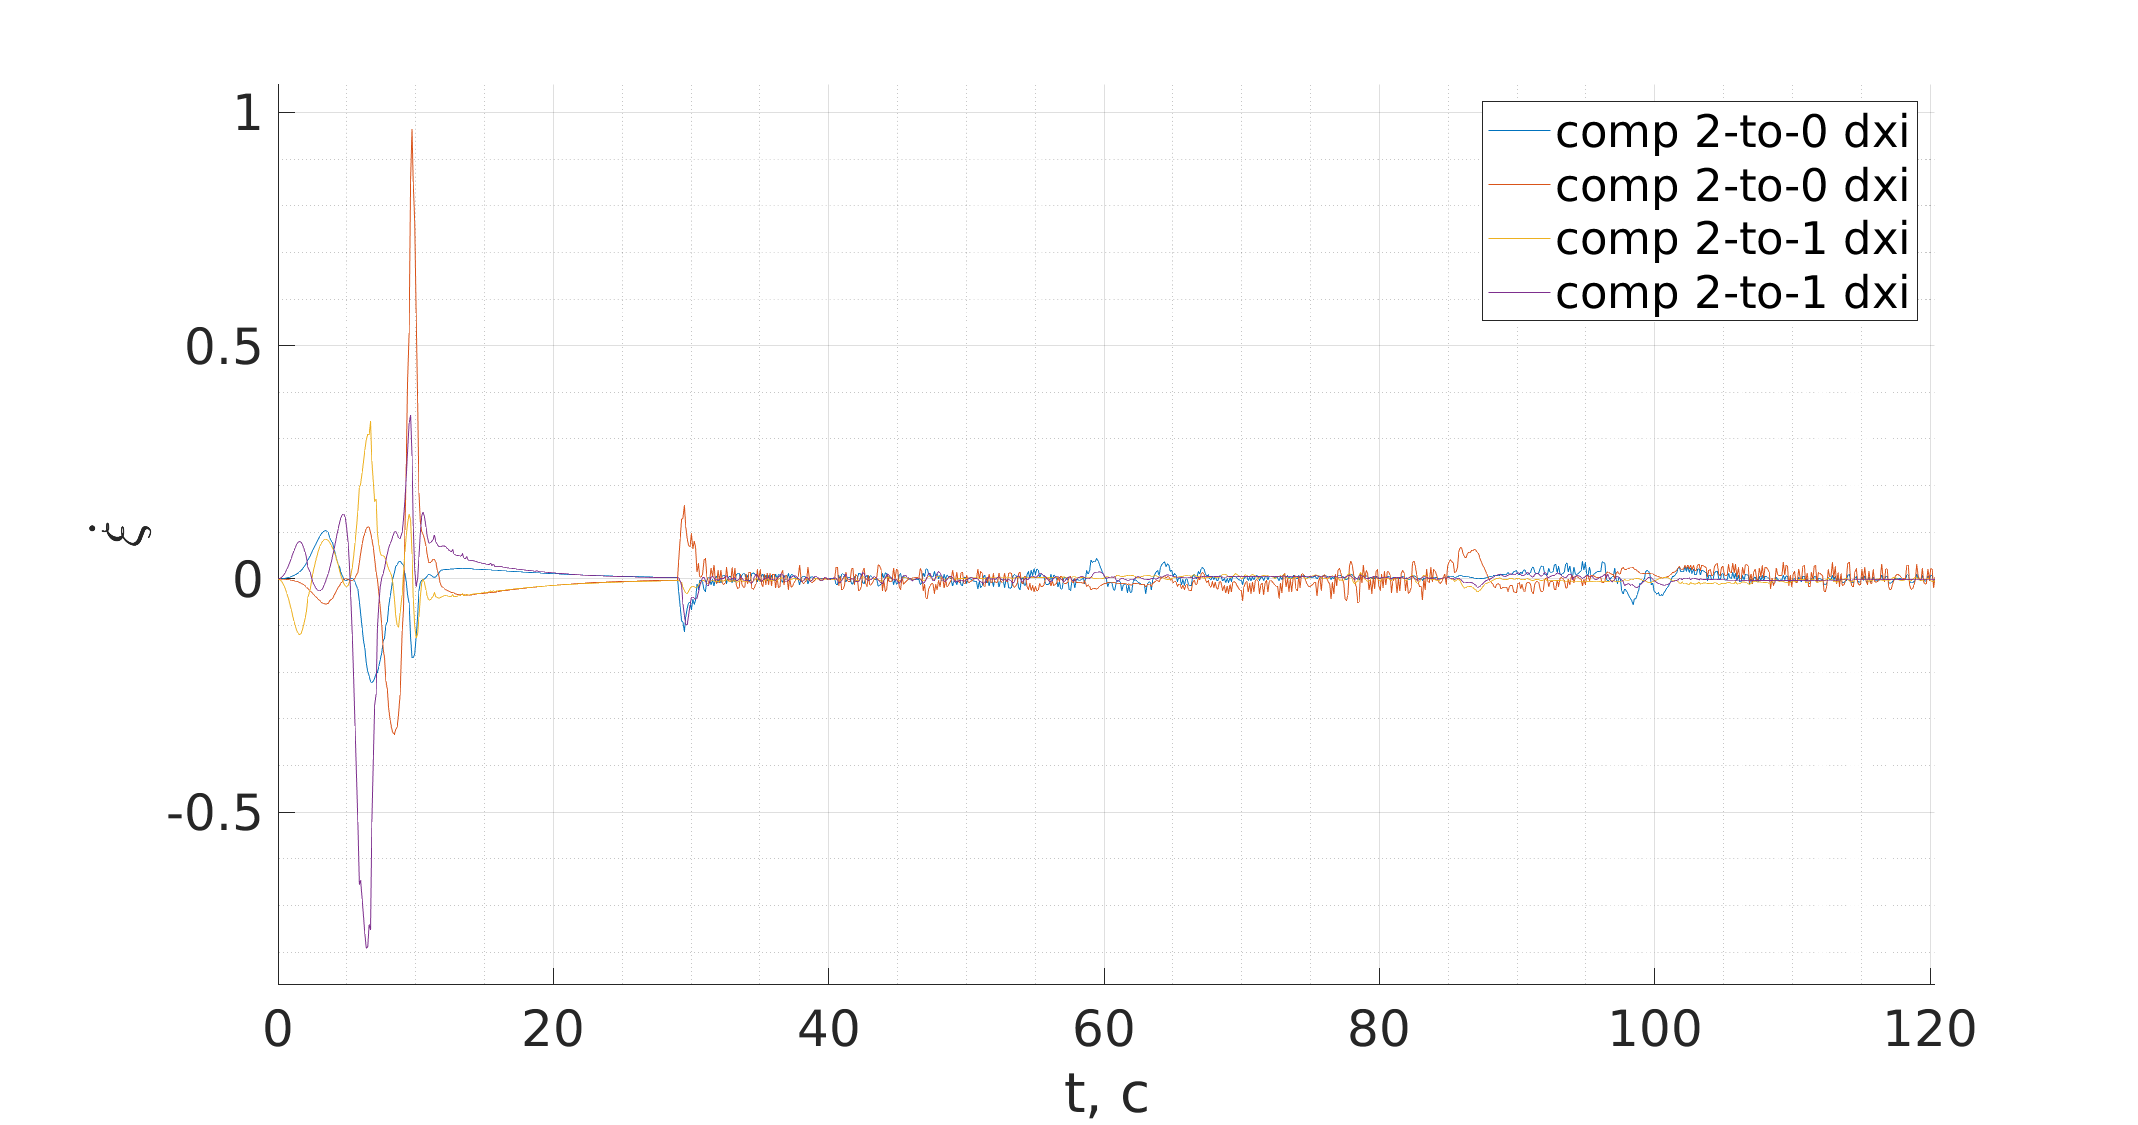 1
0.5
0
-0.5
ξ̇
0 20 40 60 80 100 120
t, c
comp 2-to-0 dxi
comp 2-to-0 dxi
comp 2-to-1 dxi
comp 2-to-1 dxi